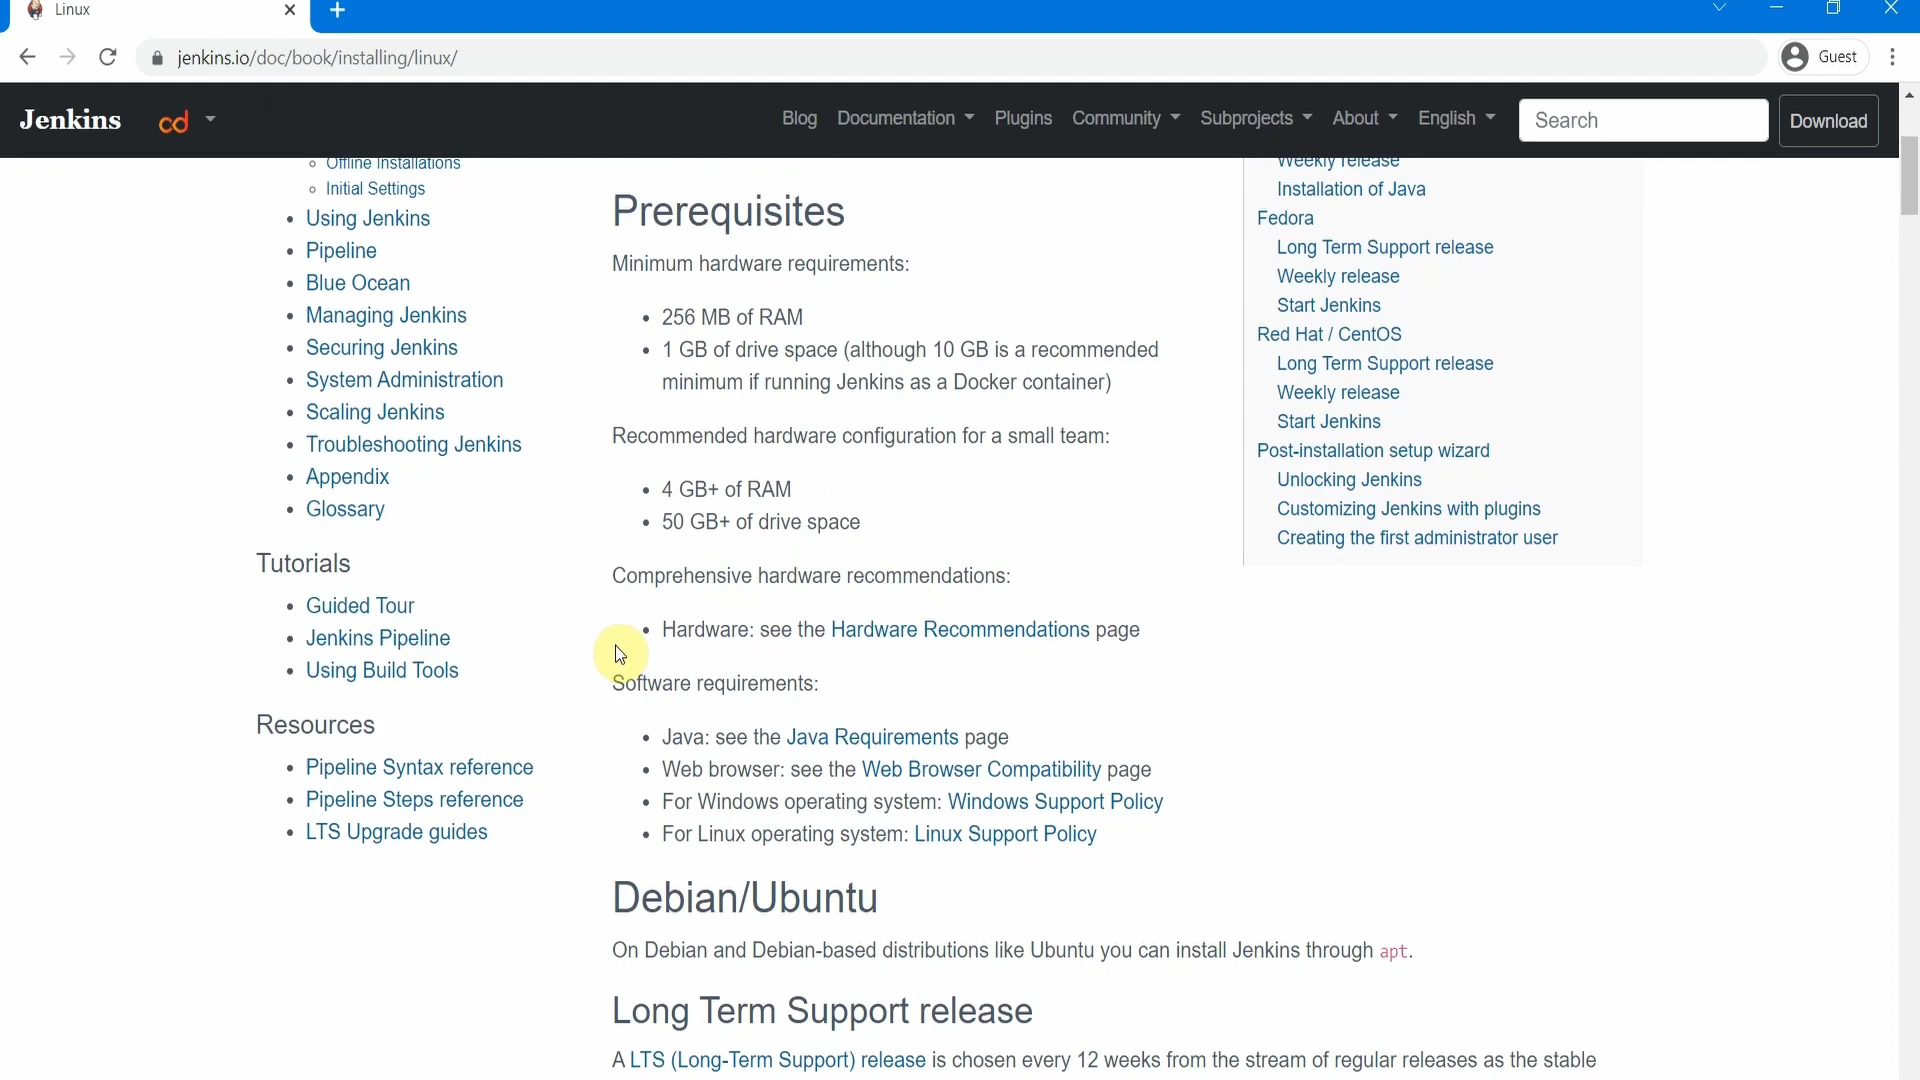 Linux
jenkins.io/doc/book/installing/linux/
Guest
Jenkins
cd
Blog
Documentation
Plugins
Community
Subprojects
About
English
Search
Download
Offline Installations
Initial Settings
Using Jenkins
Pipeline
Blue Ocean
Managing Jenkins
Securing Jenkins
System Administration
Scaling Jenkins
Troubleshooting Jenkins
Appendix
Glossary
Tutorials
Guided Tour
Jenkins Pipeline
Using Build Tools
Resources
Pipeline Syntax reference
Pipeline Steps reference
LTS Upgrade guides
Prerequisites
Minimum hardware requirements:
256 MB of RAM
1 GB of drive space (although 10 GB is a recommended
minimum if running Jenkins as a Docker container)
Recommended hardware configuration for a small team:
4 GB+ of RAM
50 GB+ of drive space
Comprehensive hardware recommendations:
Hardware: see the Hardware Recommendations page
Software requirements:
Java: see the Java Requirements page
Web browser: see the Web Browser Compatibility page
For Windows operating system: Windows Support Policy
For Linux operating system: Linux Support Policy
Debian/Ubuntu
On Debian and Debian-based distributions like Ubuntu you can install Jenkins through apt.
Long Term Support release
A LTS (Long-Term Support) release is chosen every 12 weeks from the stream of regular releases as the stable
Weekly release
Installation of Java
Fedora
Long Term Support release
Weekly release
Start Jenkins
Red Hat / CentOS
Long Term Support release
Weekly release
Start Jenkins
Post-installation setup wizard
Unlocking Jenkins
Customizing Jenkins with plugins
Creating the first administrator user